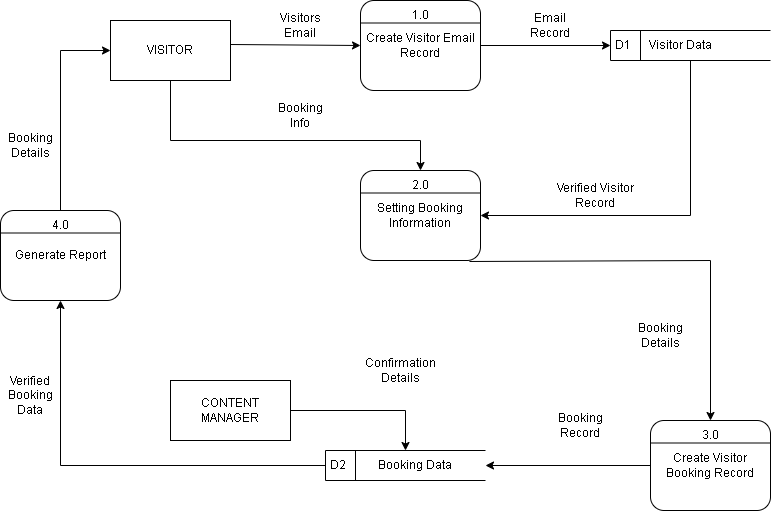 Visitors
Email
1.0
Create Visitor Email
Record
Email
Record
VISITOR
D1
Visitor Data
Booking
Info
Booking
Details
2.0
Setting Booking
Information
Verified Visitor
Record
4.0
Generate Report
Booking
Details
Confirmation
Details
Verified
Booking
Data
CONTENT
MANAGER
Booking
Record
3.0
Create Visitor
Booking Record
D2
Booking Data